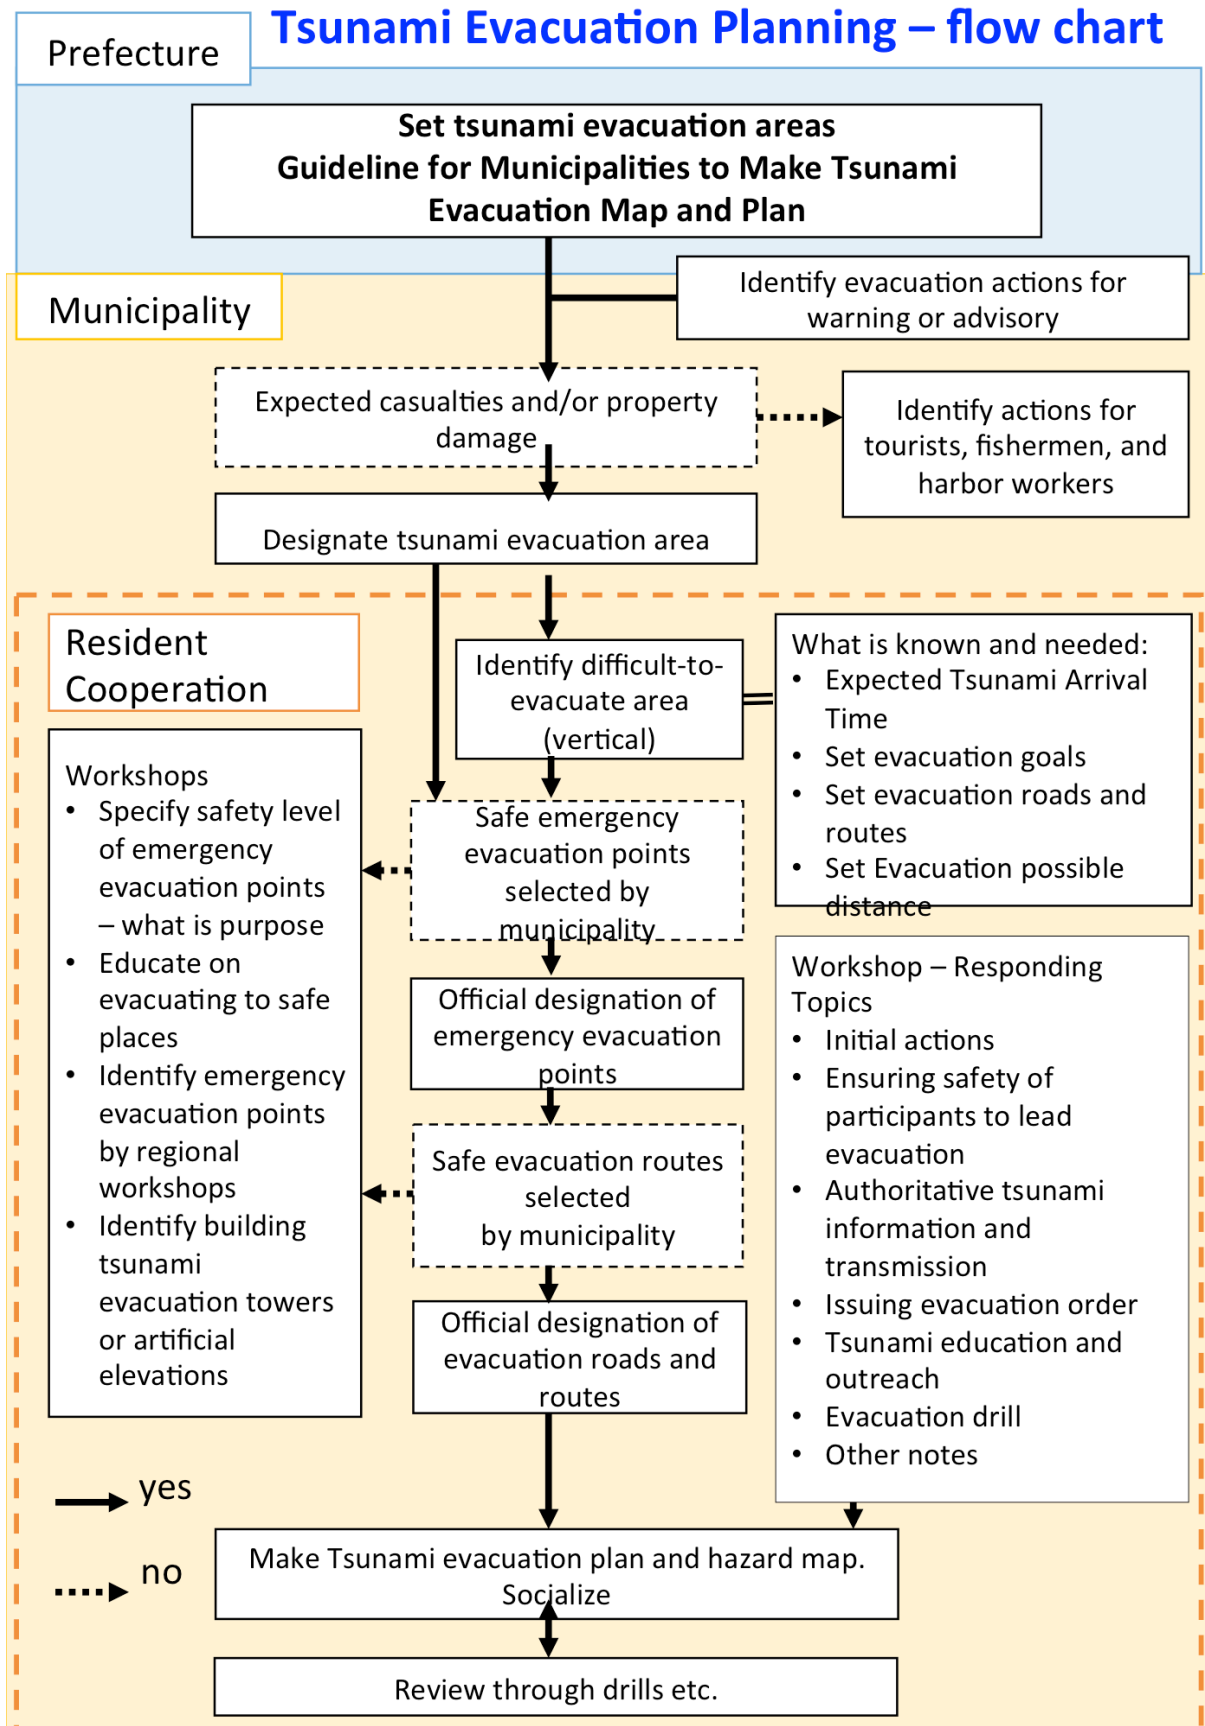 Tsunami Evacuation Planning – flow chart
Prefecture
Set tsunami evacuation areas
Guideline for Municipalities to Make Tsunami
Evacuation Map and Plan
Municipality
Identify evacuation actions for
warning or advisory
Expected casualties and/or property
damage
Identify actions for
tourists, fishermen, and
harbor workers
Designate tsunami evacuation area
Resident
Cooperation
Identify difficult-to-
evacuate area
(vertical)
What is known and needed:
• Expected Tsunami Arrival
Time
• Set evacuation goals
• Set evacuation roads and
routes
• Set Evacuation possible
distance
Workshops
• Specify safety level
of emergency
evacuation points
– what is purpose
• Educate on
evacuating to safe
places
• Identify emergency
evacuation points
by regional
workshops
• Identify building
tsunami
evacuation towers
or artificial
elevations
Safe emergency
evacuation points
selected by
municipality
Official designation of
emergency evacuation
points
Safe evacuation routes
selected
by municipality
Official designation of
evacuation roads and
routes
Workshop – Responding
Topics
• Initial actions
• Ensuring safety of
participants to lead
evacuation
• Authoritative tsunami
information and
transmission
• Issuing evacuation order
• Tsunami education and
outreach
• Evacuation drill
• Other notes
yes
no
Make Tsunami evacuation plan and hazard map.
Socialize
Review through drills etc.